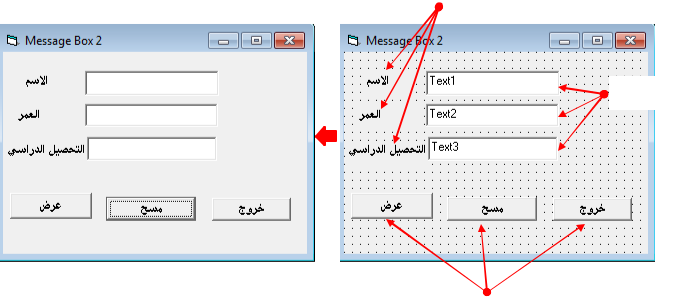 Message Box 2
الاسم
العمر
التحصيل الدراسي
عرض
مسح
خروج
Message Box 2
الاسم
Text1
العمر
Text2
التحصيل الدراسي
Text3
عرض
مسح
خروج